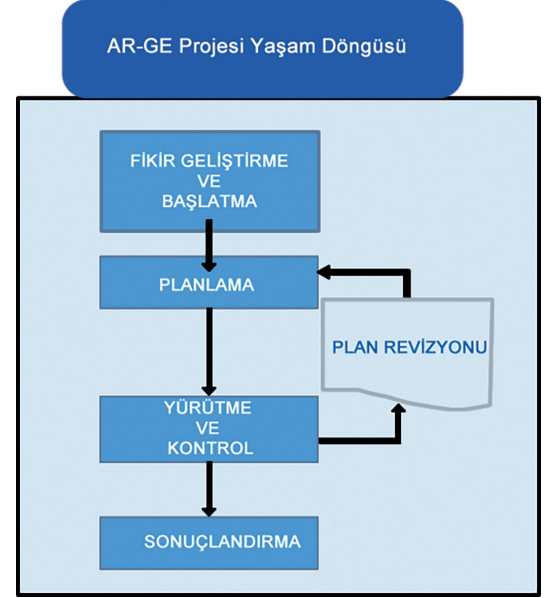 AR-GE Projesi Yaşam Döngüsü
FİKİR GELİŞTİRME
VE
BAŞLATMA
PLANLAMA
PLAN REVİZYONU
YÜRÜTME
VE
KONTROL
SONUÇLANDIRMA